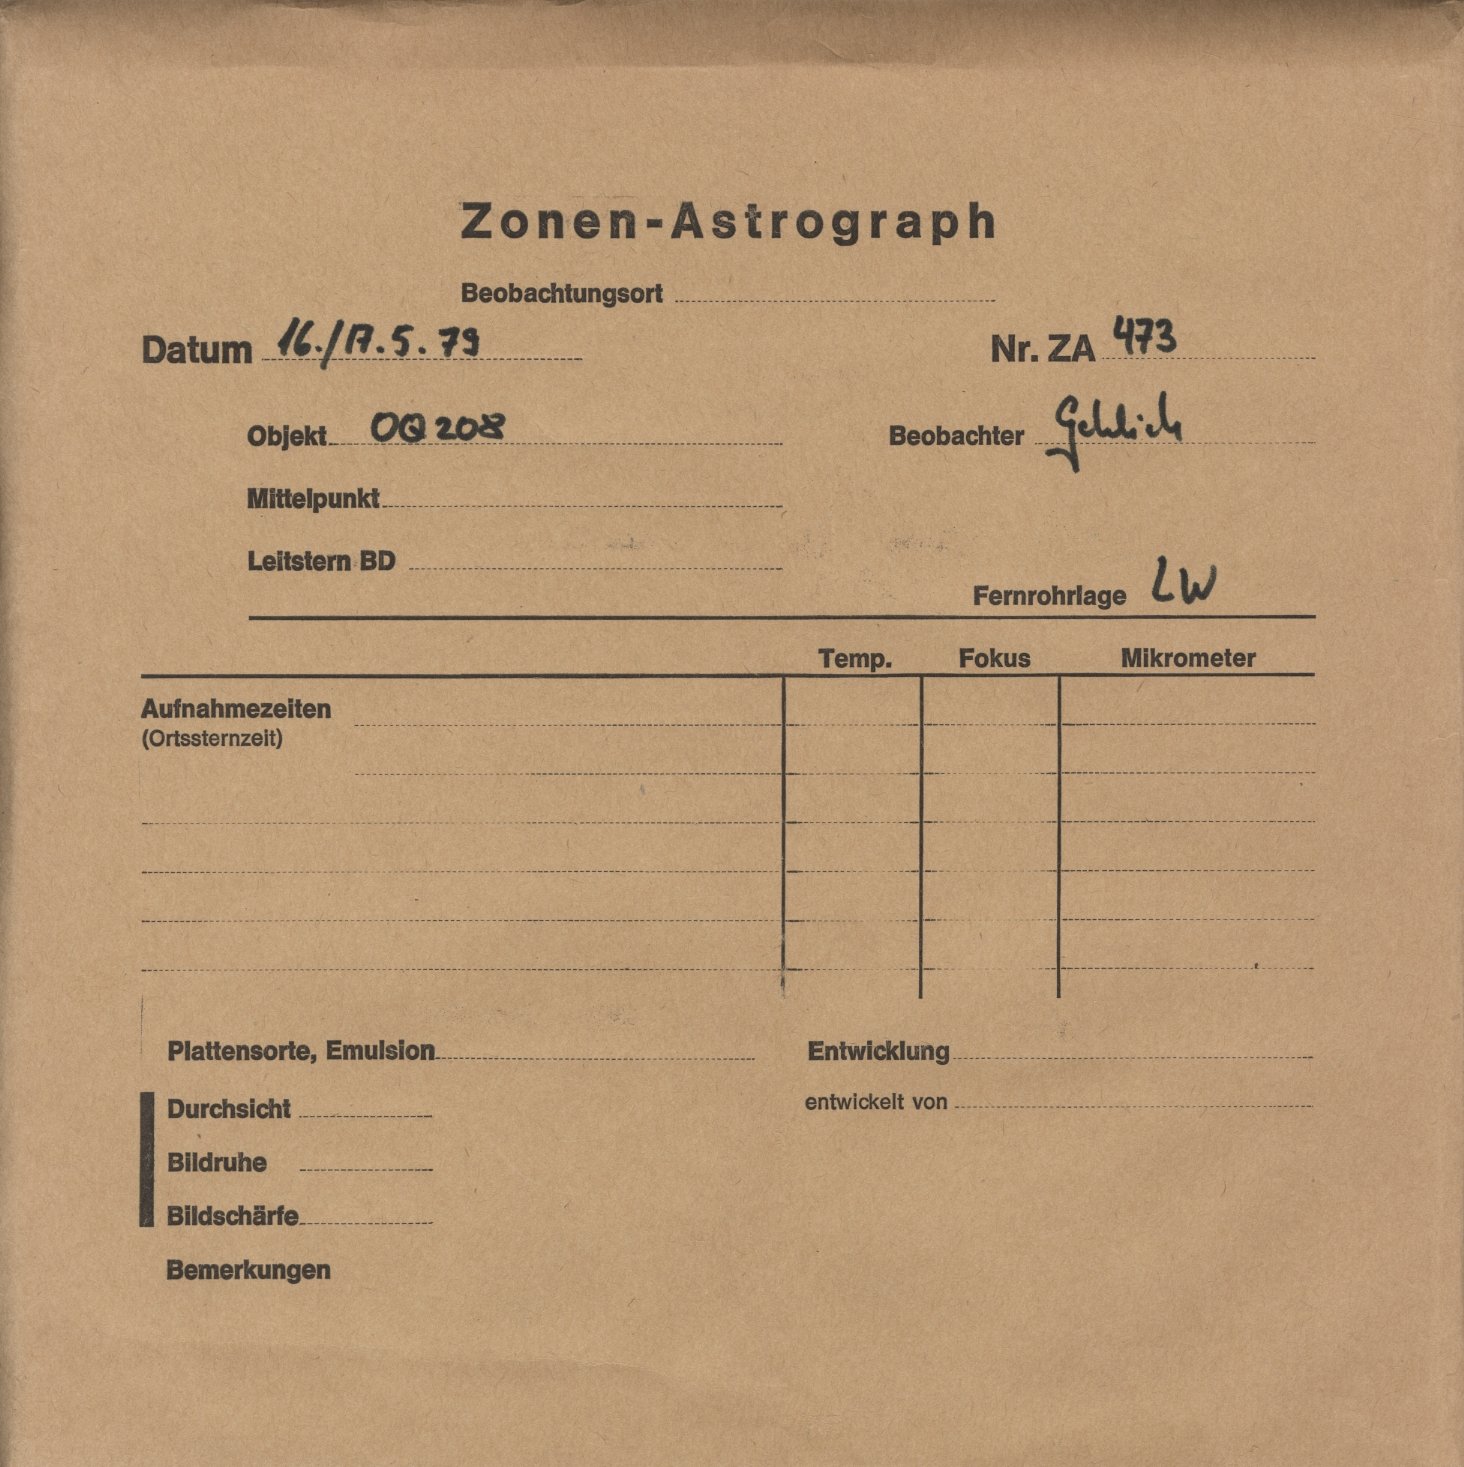 Zonen-Astrograph
Beobachtungsort
Datum 16./17.5.79 Nr. ZA 473
Objekt OQ 208 Beobachter Gehlich
Mittelpunkt
Leitstern BD
Fernrohrlage LW
Temp. Fokus Mikrometer
Aufnahmezeiten
(Ortssternzeit)
Plattensorte, Emulsion Entwicklung
Durchsicht entwickelt von
Bildruhe
Bildschärfe
Bemerkungen